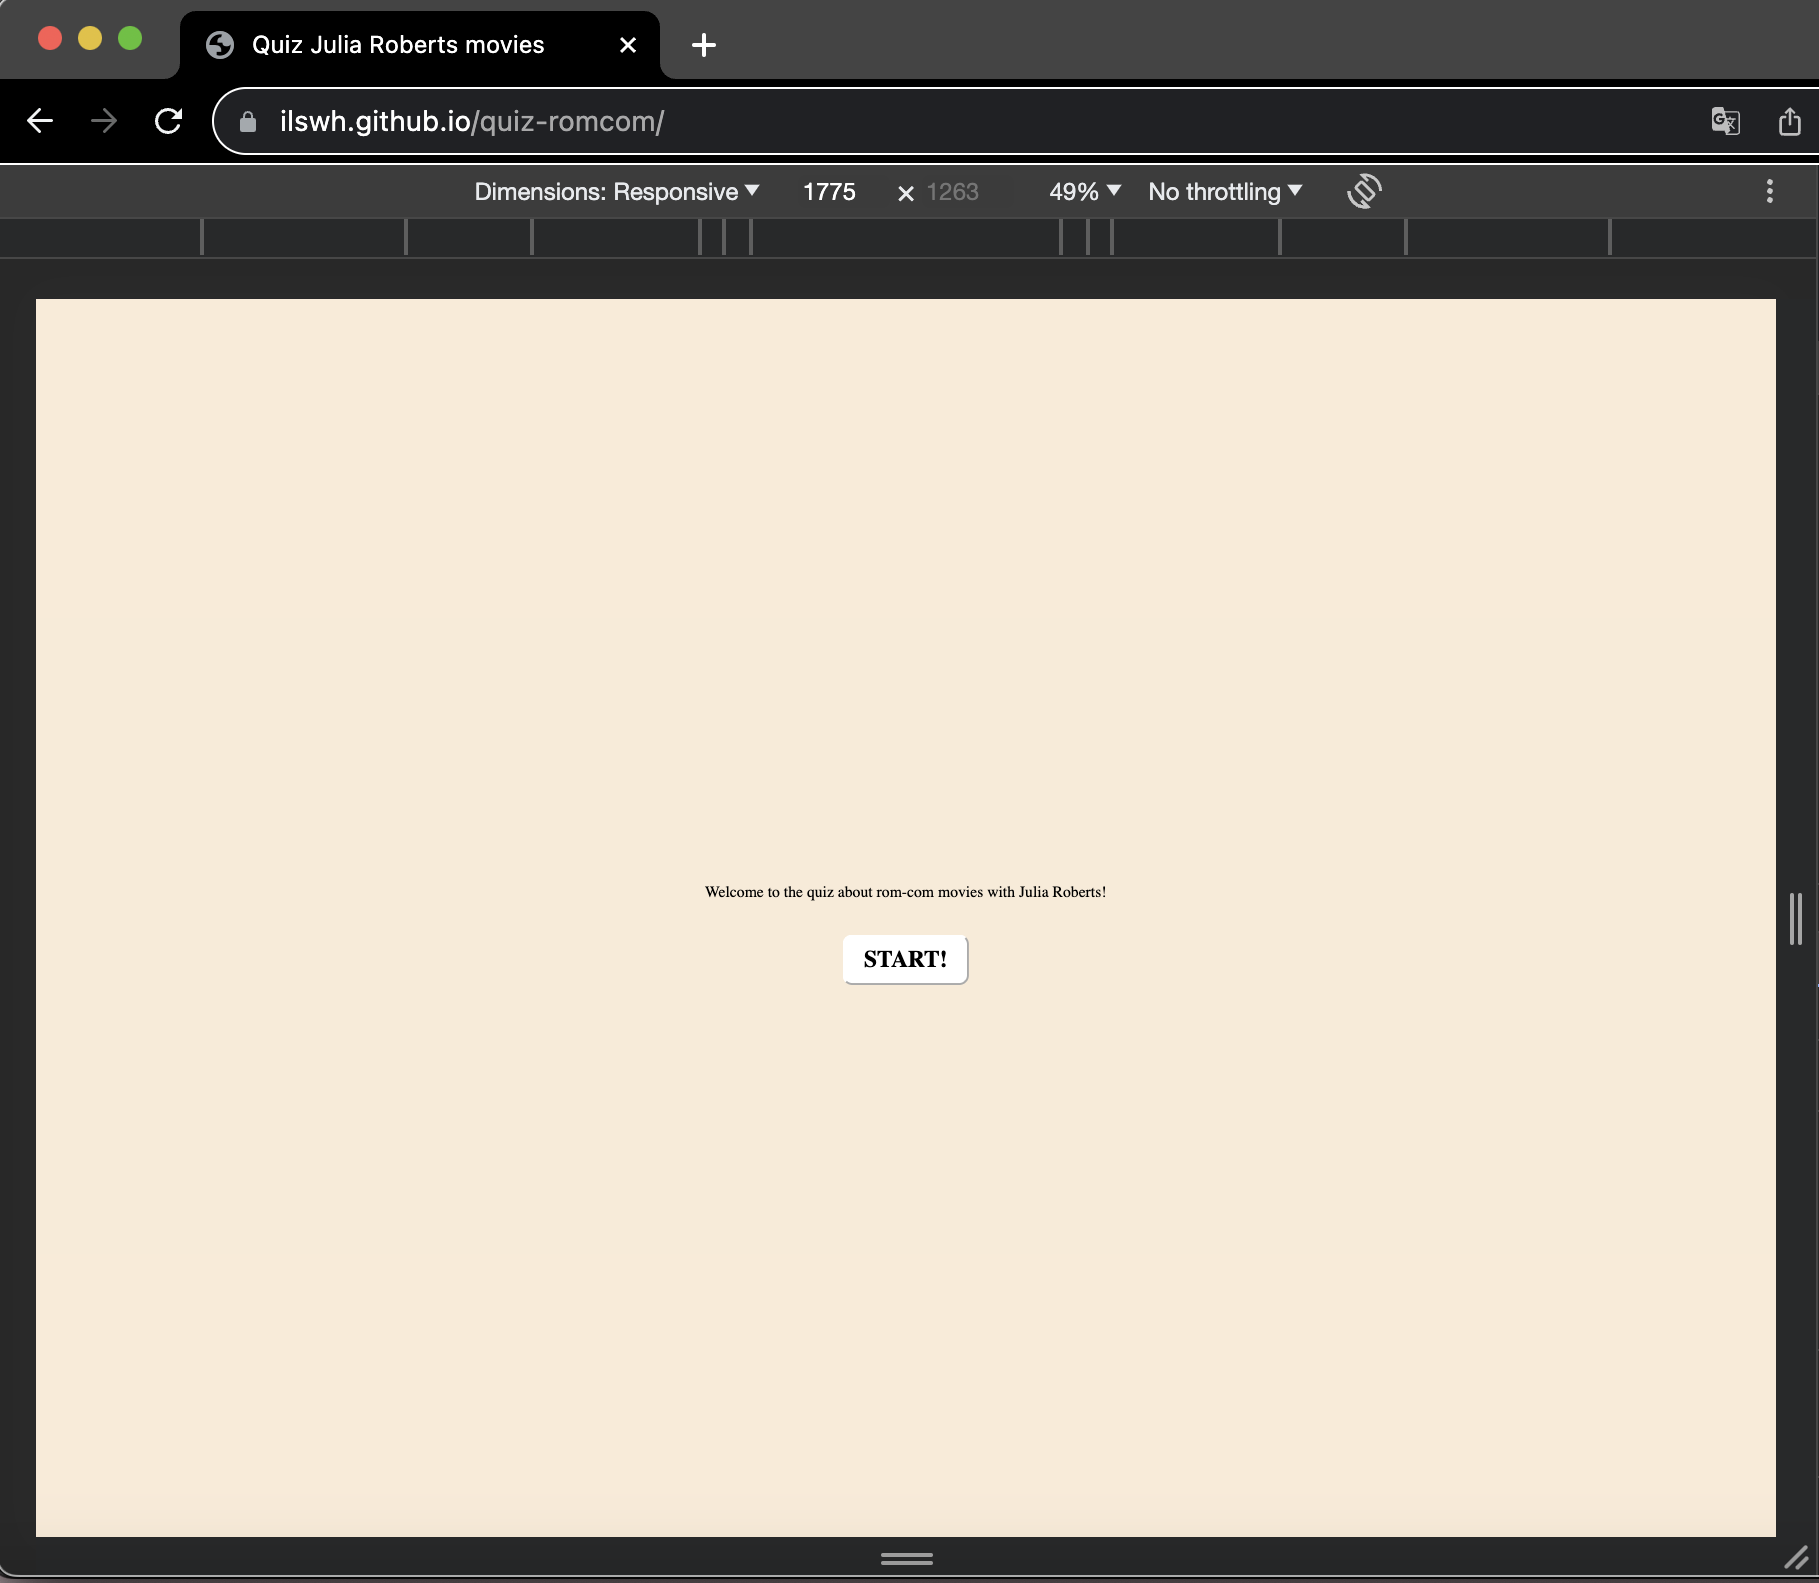 Quiz Julia Roberts movies
ilswh.github.io/quiz-romcom/
Dimensions: Responsive 1775 × 1263 49% No throttling
Welcome to the quiz about rom-com movies with Julia Roberts!
START!